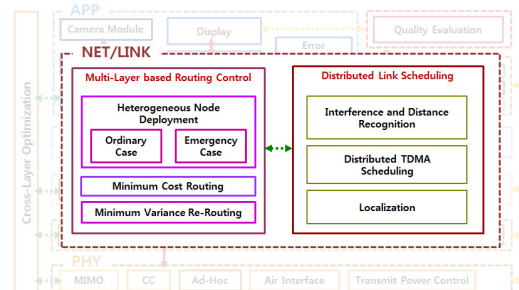 APP
Camera Module
Display
Quality Evaluation
Error
NET/LINK
Cross-Layer Optimization
Multi-Layer based Routing Control
Heterogeneous Node
Deployment
Ordinary
Case
Emergency
Case
Minimum Cost Routing
Minimum Variance Re-Routing
Distributed Link Scheduling
Interference and Distance
Recognition
Distributed TDMA
Scheduling
Localization
PHY
MIMO
CC
Ad-Hoc
Air Interface
Transmit Power Control